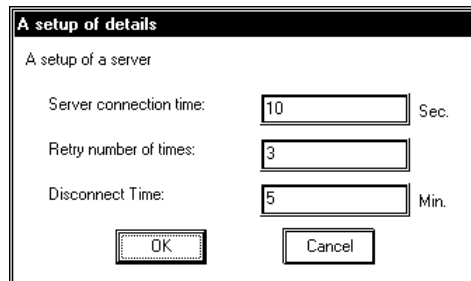 A setup of details
A setup of a server
Server connection time: 10 Sec.
Retry number of times: 3
Disconnect Time: 5 Min.
OK Cancel